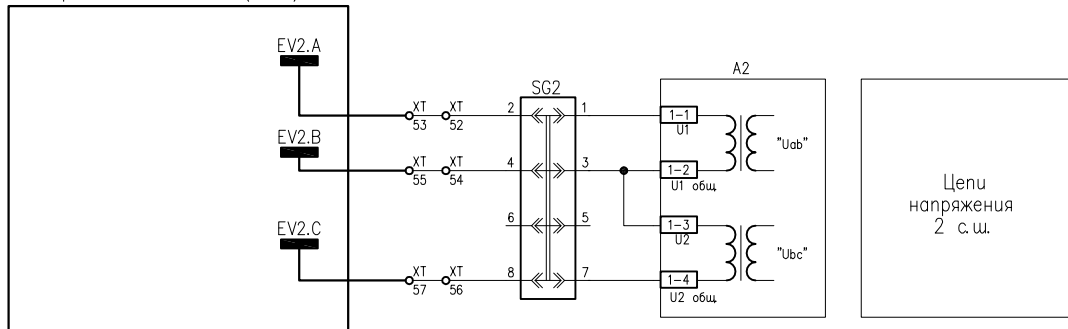 EV2.A
XT
53
XT
52
2
SG2
1
A2
1-1
U1
"Uab"
EV2.B
XT
55
XT
54
4
3
1-2
U1 общ.
6
5
1-3
U2
EV2.C
XT
57
XT
56
8
7
1-4
U2 общ.
"Ubc"
Цепи
напряжения
2 с.ш.